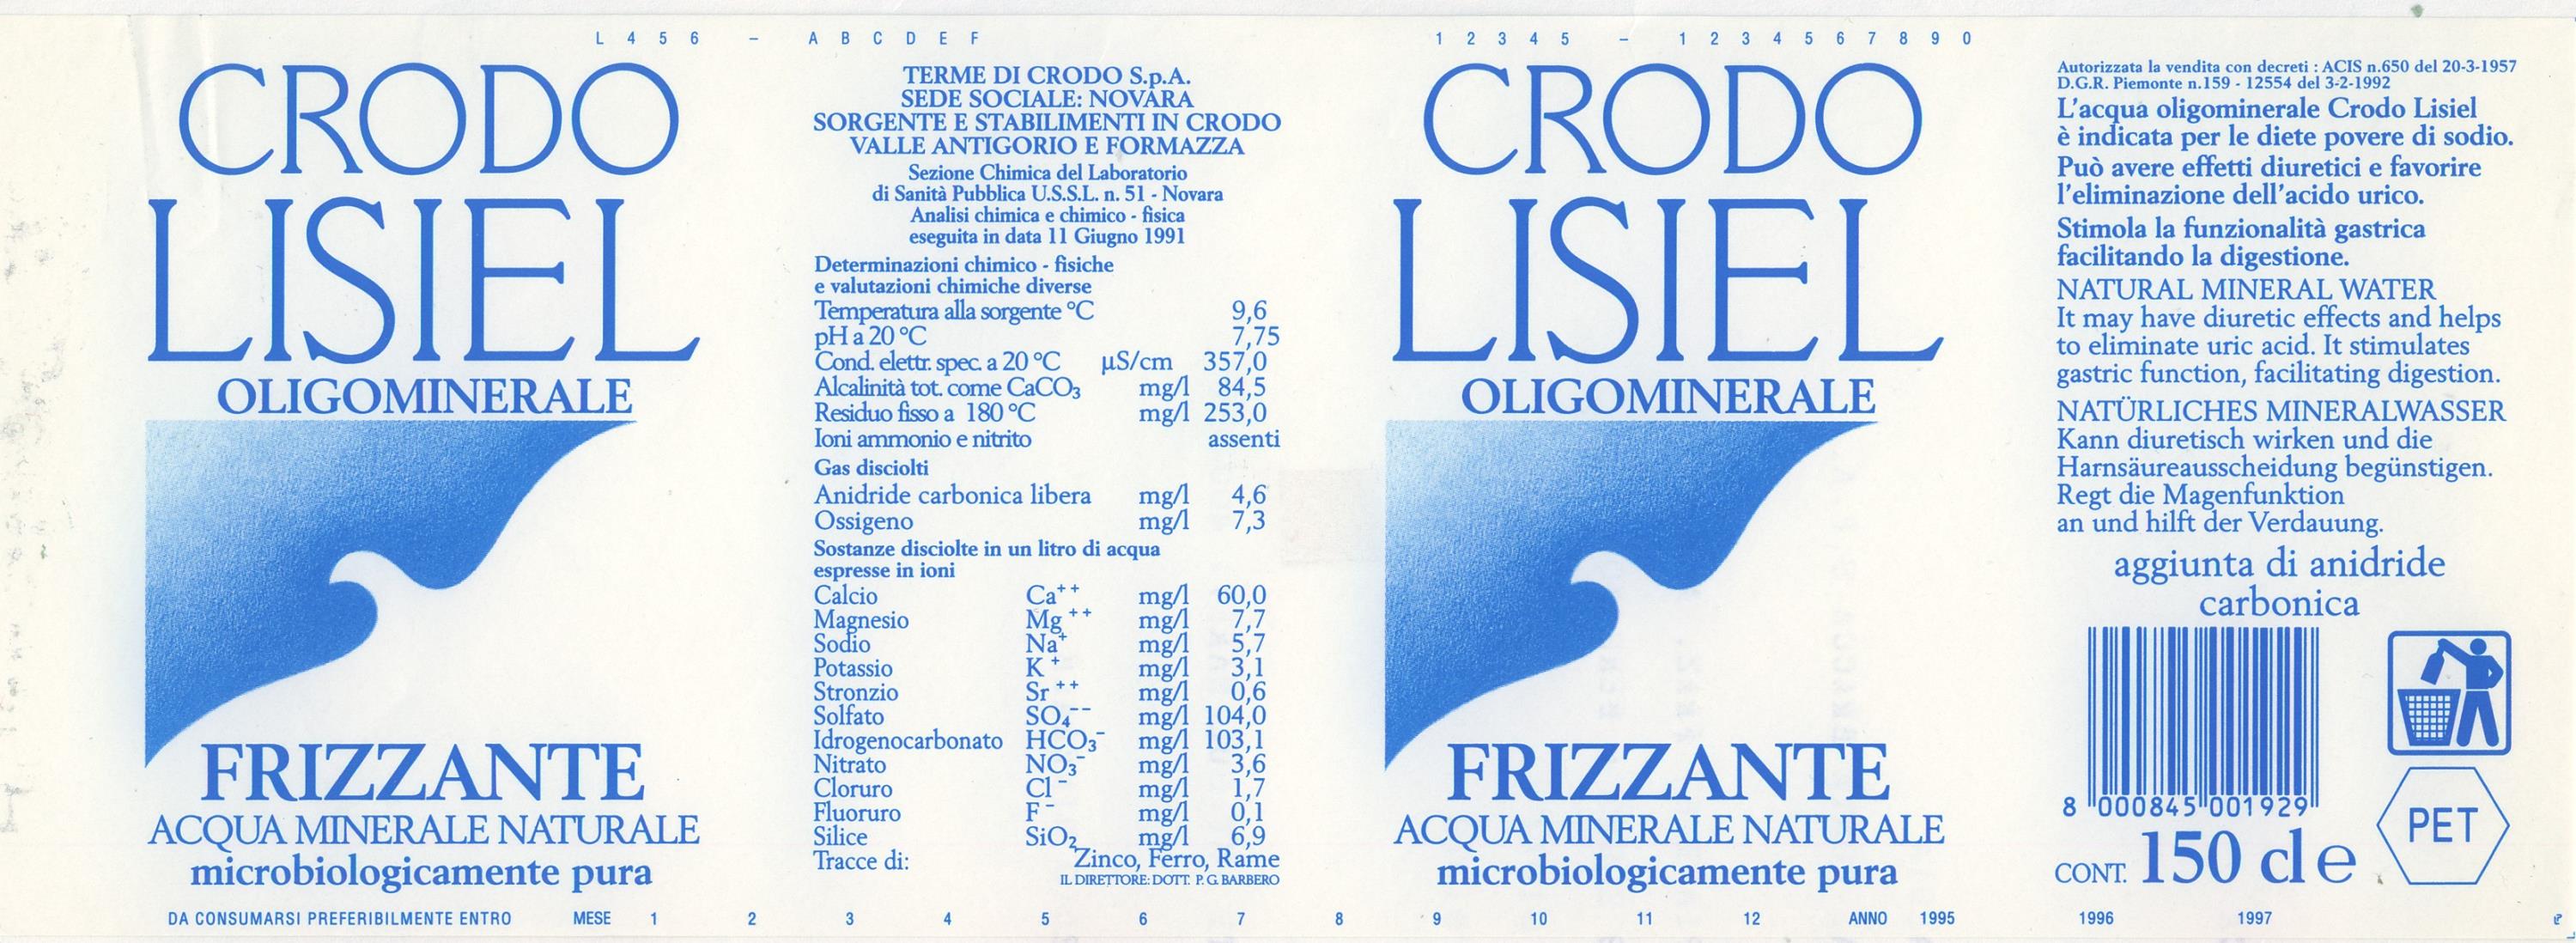 L 4 5 6 – A B C D E F
CRODO
LISIEL
OLIGOMINERALE
FRIZZANTE
ACQUA MINERALE NATURALE
microbiologicamente pura
TERME DI CRODO S.p.A.
SEDE SOCIALE: NOVARA
SORGENTE E STABILIMENTI IN CRODO
VALLE ANTIGORIO E FORMAZZA
Sezione Chimica del Laboratorio
di Sanità Pubblica U.S.S.L. n. 51 - Novara
Analisi chimica e chimico - fisica
eseguita in data 11 Giugno 1991
Determinazioni chimico - fisiche
e valutazioni chimiche diverse
Temperatura alla sorgente °C 9,6
pH a 20 °C 7,75
Cond. elettr. spec. a 20 °C µS/cm 357,0
Alcalinità tot. come CaCO₃ mg/l 84,5
Residuo fisso a 180 °C mg/l 253,0
Ioni ammonio e nitrito assenti
Gas disciolti
Anidride carbonica libera mg/l 4,6
Ossigeno mg/l 7,3
Sostanze disciolte in un litro di acqua
espresse in ioni
Calcio Ca⁺⁺ mg/l 60,0
Magnesio Mg⁺⁺ mg/l 7,7
Sodio Na⁺ mg/l 5,7
Potassio K⁺ mg/l 3,1
Stronzio Sr⁺⁺ mg/l 0,6
Solfato SO₄⁻⁻ mg/l 104,0
Idrogenocarbonato HCO₃⁻ mg/l 103,1
Nitrato NO₃⁻ mg/l 3,6
Cloruro Cl⁻ mg/l 1,7
Fluoruro F⁻ mg/l 0,1
Silice SiO₂ mg/l 6,9
Tracce di: Zinco, Ferro, Rame
IL DIRETTORE: DOTT. P. G. BARBERO
1 2 3 4 5 – 1 2 3 4 5 6 7 8 9 0
CRODO
LISIEL
OLIGOMINERALE
FRIZZANTE
ACQUA MINERALE NATURALE
microbiologicamente pura
Autorizzata la vendita con decreti : ACIS n.650 del 20-3-1957
D.G.R. Piemonte n.159 - 12554 del 3-2-1992
L'acqua oligominerale Crodo Lisiel
è indicata per le diete povere di sodio.
Può avere effetti diuretici e favorire
l'eliminazione dell'acido urico.
Stimola la funzionalità gastrica
facilitando la digestione.
NATURAL MINERAL WATER
It may have diuretic effects and helps
to eliminate uric acid. It stimulates
gastric function, facilitating digestion.
NATÜRLICHES MINERALWASSER
Kann diuretisch wirken und die
Harnsäureausscheidung begünstigen.
Regt die Magenfunktion
an und hilft der Verdauung.
aggiunta di anidride
carbonica
8 000845 001929
PET
CONT. 150 cl e
DA CONSUMARSI PREFERIBILMENTE ENTRO MESE 1 2 3 4 5 6 7 8 9 10 11 12 ANNO 1995 1996 1997